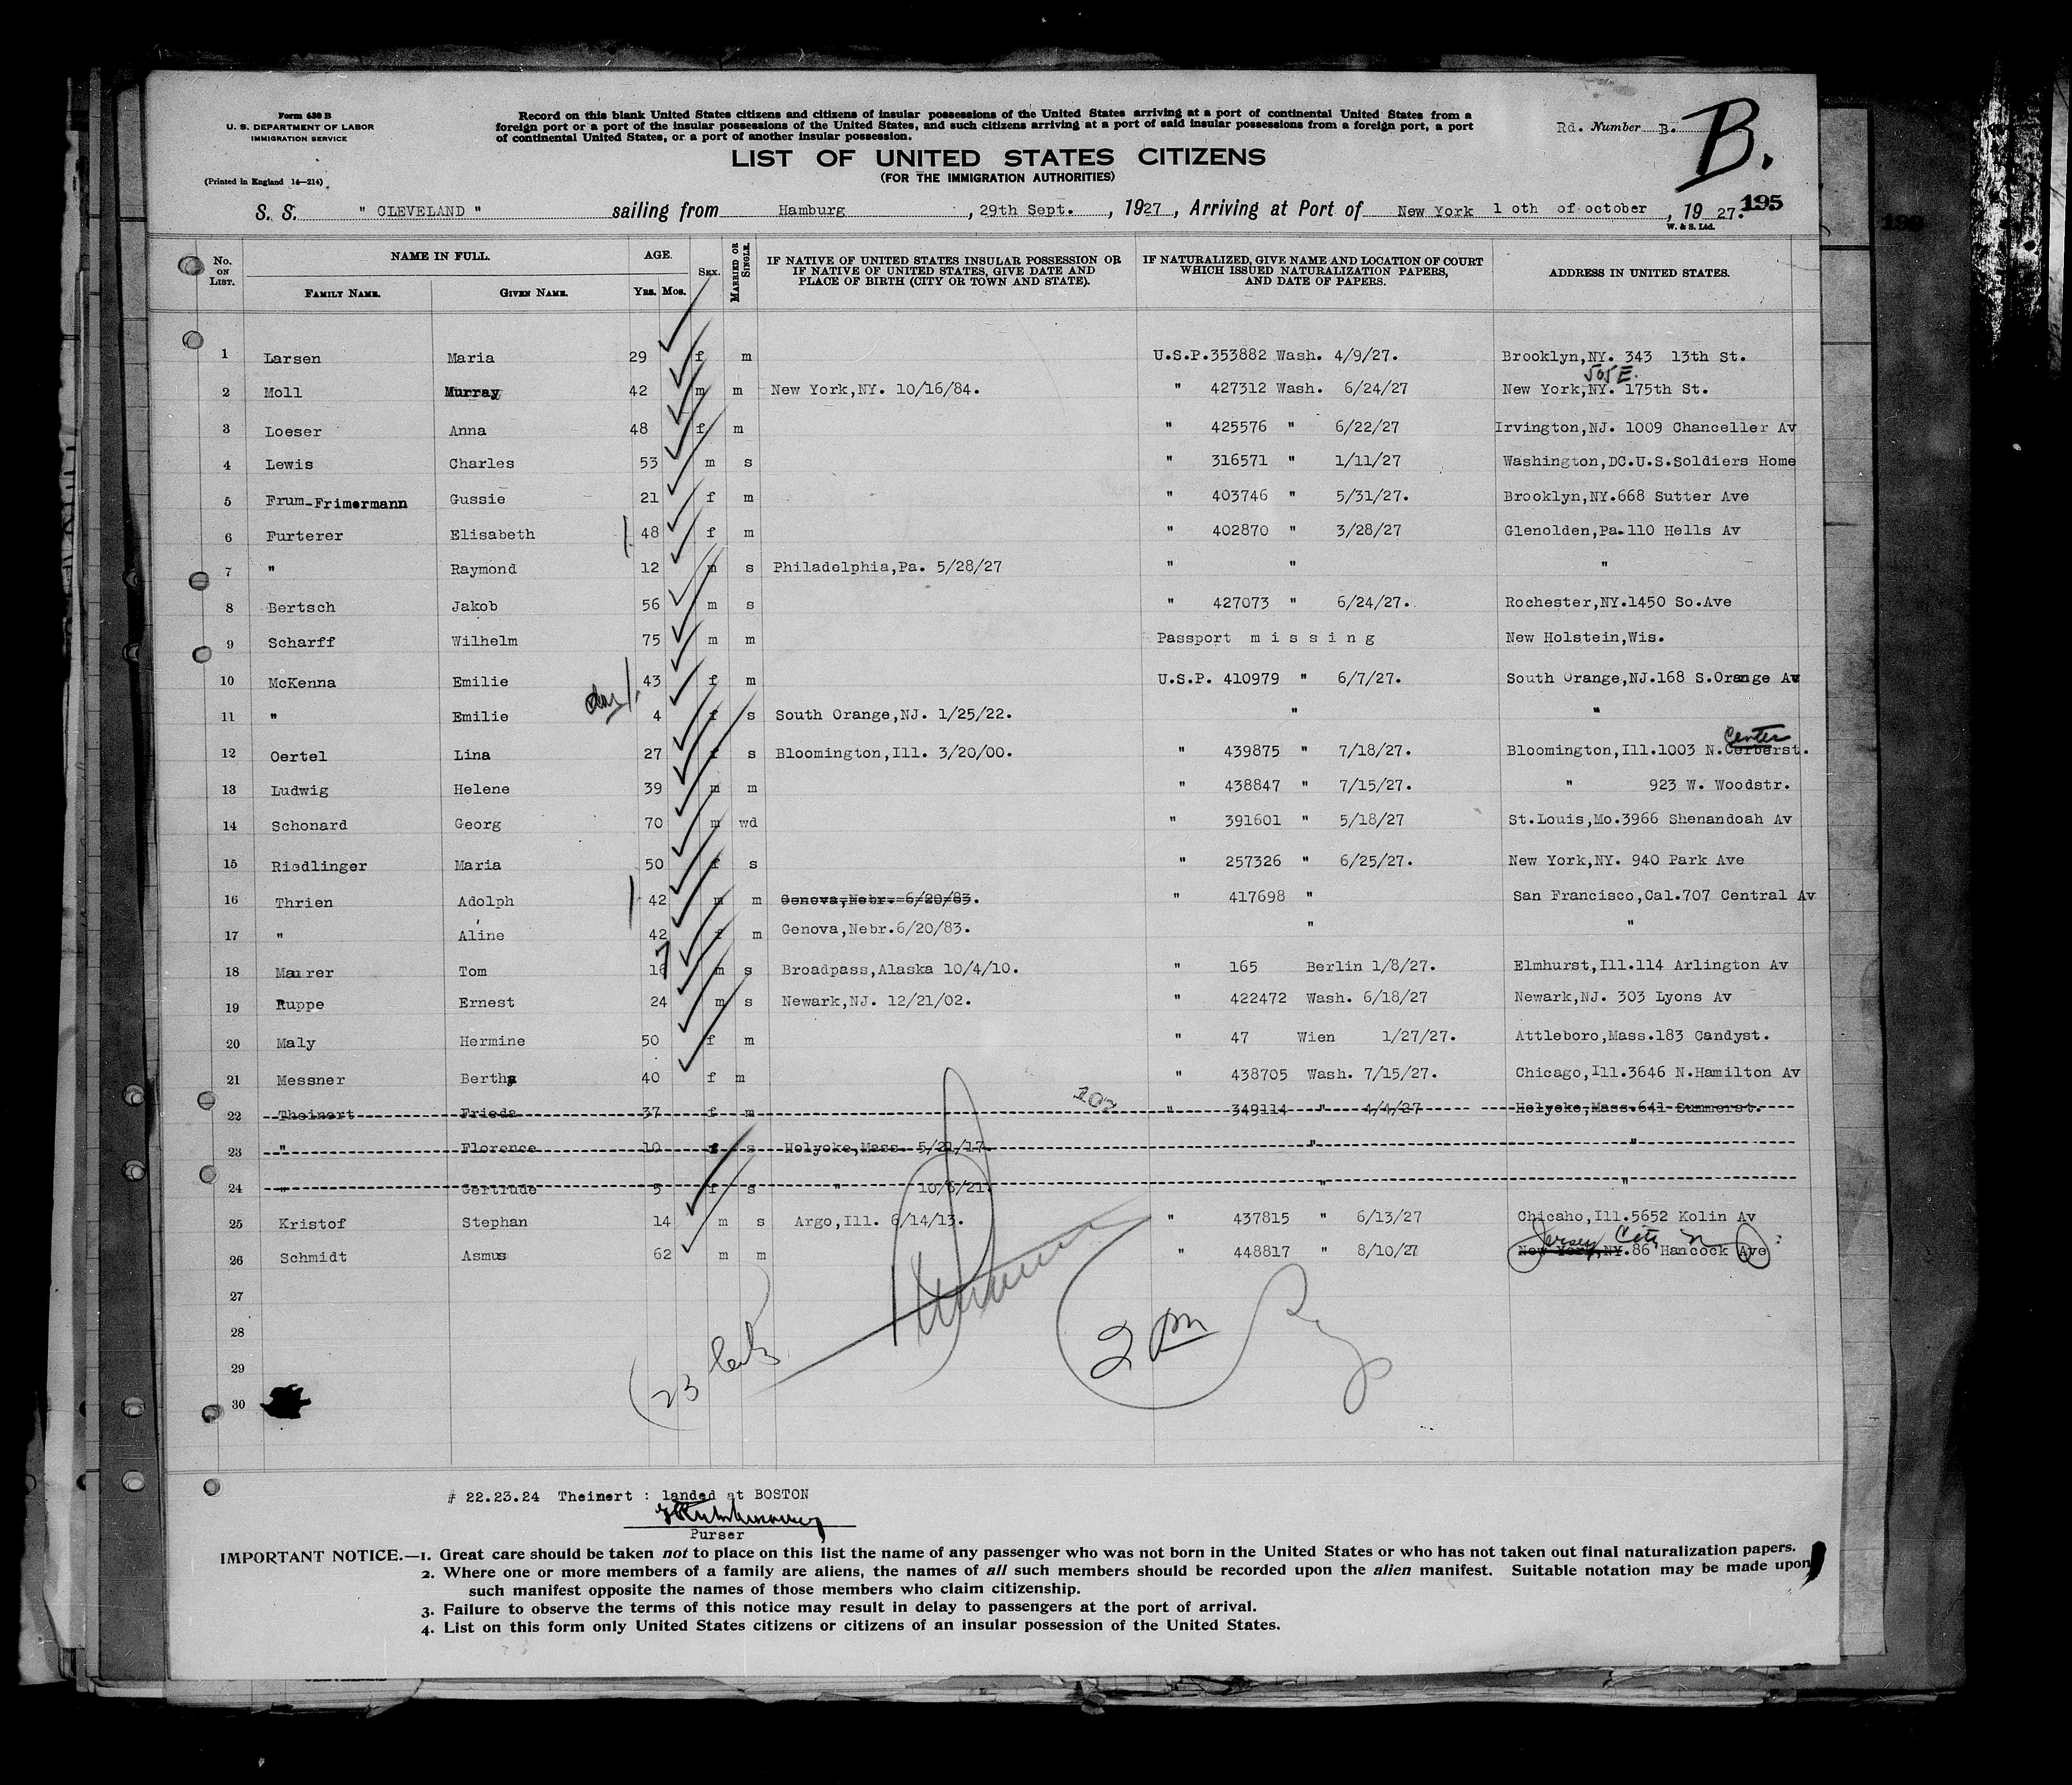 Form 630 B
U. S. DEPARTMENT OF LABOR
IMMIGRATION SERVICE
(Printed in England 14—214)
Record on this blank United States citizens and citizens of insular possessions of the United States arriving at a port of continental United States from a
foreign port or a port of the insular possessions of the United States, and such citizens arriving at a port of said insular possessions from a foreign port, a port
of continental United States, or a port of another insular possession.
Rd. Number B.
B.
LIST OF UNITED STATES CITIZENS
(FOR THE IMMIGRATION AUTHORITIES)
S. S. " CLEVELAND " sailing from Hamburg , 29th Sept. , 1927 , Arriving at Port of New York 1 oth of october , 19 27. 195
W. & S. Ltd.
190
No. ON LIST. NAME IN FULL. FAMILY NAME. GIVEN NAME. AGE. YRS. MOS. SEX. MARRIED OR SINGLE. IF NATIVE OF UNITED STATES INSULAR POSSESSION OR IF NATIVE OF UNITED STATES, GIVE DATE AND PLACE OF BIRTH (CITY OR TOWN AND STATE). IF NATURALIZED, GIVE NAME AND LOCATION OF COURT WHICH ISSUED NATURALIZATION PAPERS, AND DATE OF PAPERS. ADDRESS IN UNITED STATES.
1 Larsen Maria 29 f m U.S.P.353882 Wash. 4/9/27. Brooklyn,NY. 343 13th St.
505 E.
2 Moll Murray 42 m m New York,NY. 10/16/84. " 427312 Wash. 6/24/27 New York,NY. 175th St.
3 Loeser Anna 48 f m " 425576 " 6/22/27 Irvington,NJ. 1009 Chanceller Av
4 Lewis Charles 53 m s " 316571 " 1/11/27 Washington,DC.U.S.Soldiers Home
5 Frum-Frimermann Gussie 21 f m " 403746 " 5/31/27. Brooklyn,NY.668 Sutter Ave
6 Furterer Elisabeth 48 f m " 402870 " 3/28/27 Glenolden,Pa.110 Hells Av
7 " Raymond 12 m s Philadelphia,Pa. 5/28/27 " " "
8 Bertsch Jakob 56 m s " 427073 " 6/24/27. Rochester,NY.1450 So.Ave
9 Scharff Wilhelm 75 m m Passport m i s s i n g New Holstein,Wis.
10 McKenna Emilie 43 f m U.S.P. 410979 " 6/7/27. South Orange,NJ.168 S.Orange Av
11 " Emilie 4 f s South Orange,NJ. 1/25/22. " "
Center
12 Oertel Lina 27 f s Bloomington,Ill. 3/20/00. " 439875 " 7/18/27. Bloomington,Ill.1003 N.Cerberst.
13 Ludwig Helene 39 m m " 438847 " 7/15/27. " 923 W. Woodstr.
14 Schonard Georg 70 m wd " 391601 " 5/18/27 St.Louis,Mo.3966 Shenandoah Av
15 Riedlinger Maria 50 f s " 257326 " 6/25/27. New York,NY. 940 Park Ave
16 Thrien Adolph 42 m m Genova,Nebr. 6/20/83. " 417698 " San Francisco,Cal.707 Central Av
17 " Aline 42 f m Genova,Nebr.6/20/83. " "
18 Maurer Tom 16 7 m s Broadpass,Alaska 10/4/10. " 165 Berlin 1/8/27. Elmhurst,Ill.114 Arlington Av
19 Ruppe Ernest 24 m s Newark,NJ. 12/21/02. " 422472 Wash. 6/18/27 Newark,NJ. 303 Lyons Av
20 Maly Hermine 50 f m " 47 Wien 1/27/27. Attleboro,Mass.183 Candyst.
21 Messner Bertha 40 f m " 438705 Wash. 7/15/27. Chicago,Ill.3646 N.Hamilton Av
22 Theinert Frieda 37 f m " 349114 " 4/4/27 Holyoke,Mass.641 Summerst.
23 " Florence 10 f s Holyoke,Mass. 5/21/17 " "
24 " Gertrude 5 f s " 10/3/21. " "
25 Kristof Stephan 14 m s Argo,Ill. 6/14/13. " 437815 " 6/13/27 Chicaho,Ill.5652 Kolin Av
Jersey City
26 Schmidt Asmus 62 m m " 448817 " 8/10/27 New York,NY.86 Hancock Ave
27
28
29
30
23
2 m
# 22.23.24 Theinert : landed at BOSTON
Purser
IMPORTANT NOTICE.—1. Great care should be taken not to place on this list the name of any passenger who was not born in the United States or who has not taken out final naturalization papers.
2. Where one or more members of a family are aliens, the names of all such members should be recorded upon the alien manifest. Suitable notation may be made upon
such manifest opposite the names of those members who claim citizenship.
3. Failure to observe the terms of this notice may result in delay to passengers at the port of arrival.
4. List on this form only United States citizens or citizens of an insular possession of the United States.